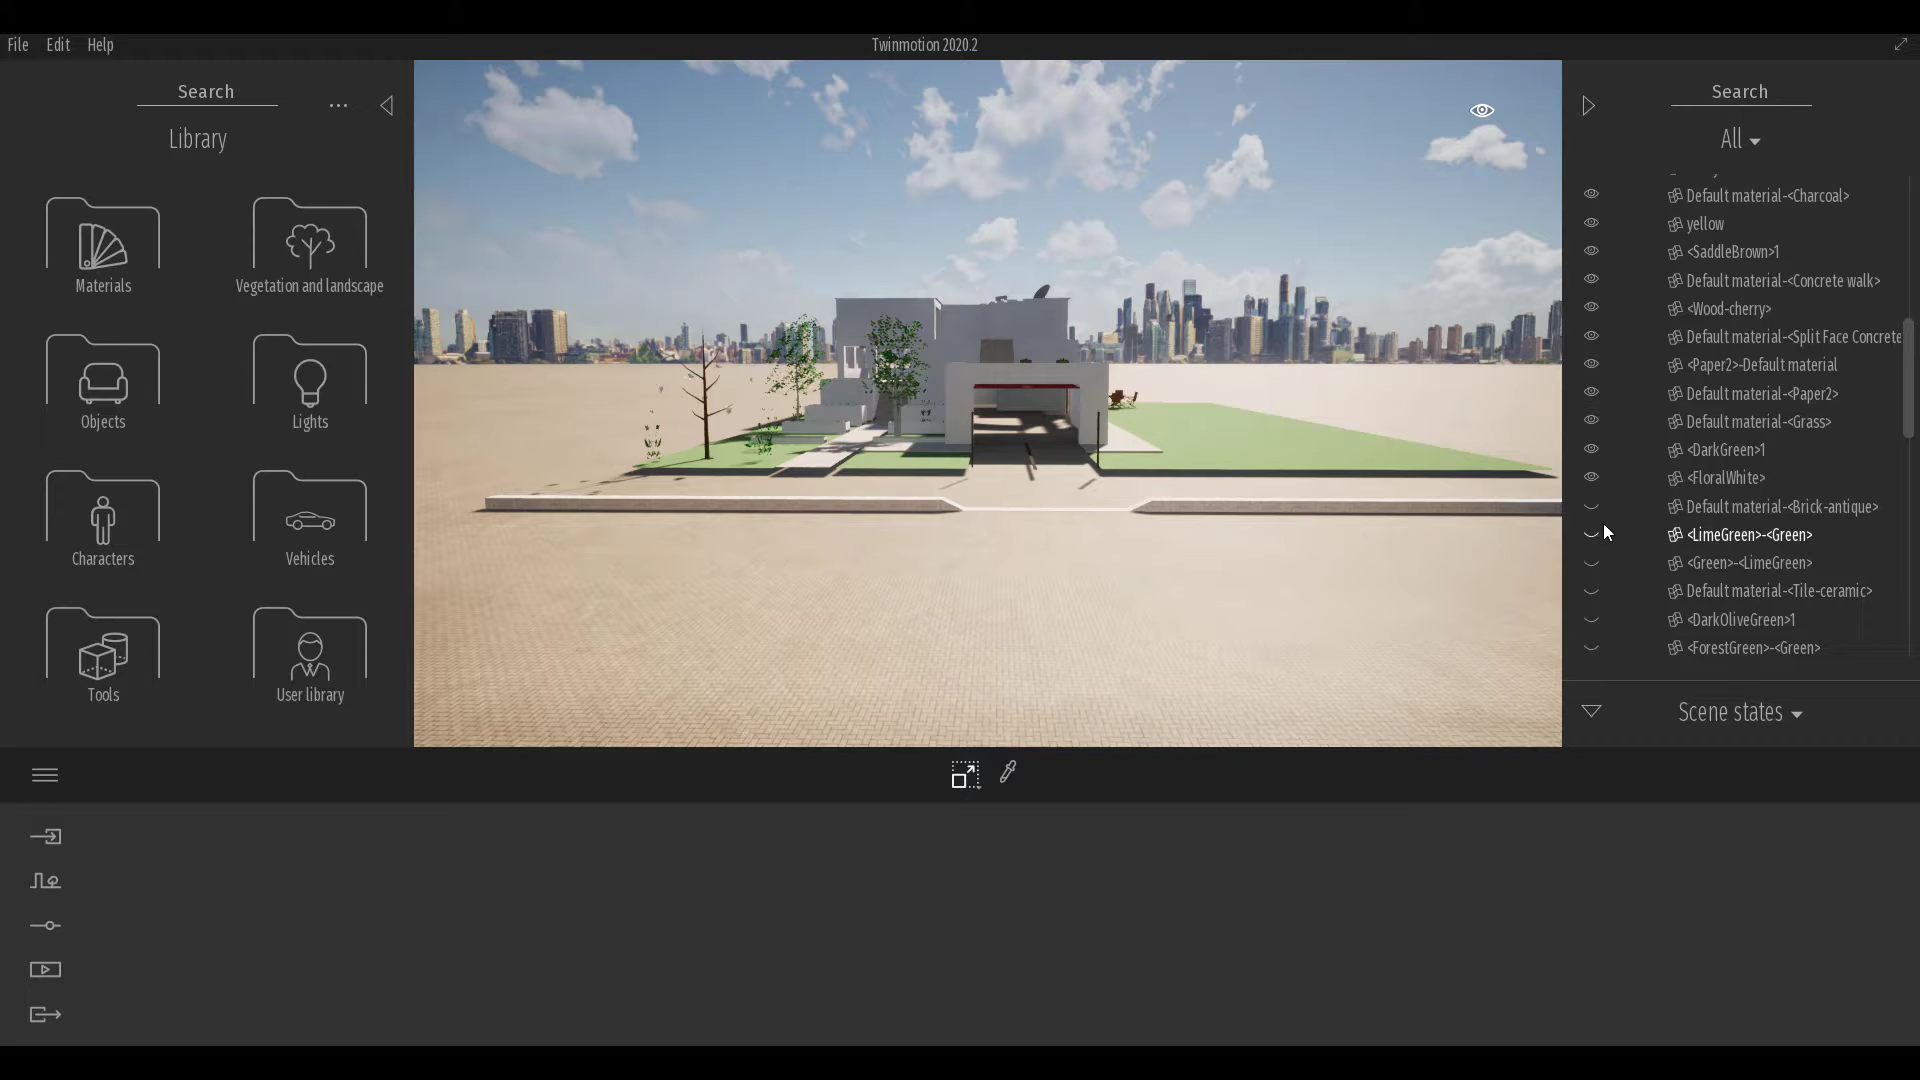 File Edit Help
Twinmotion 2020.2
Search
Library
Materials
Vegetation and landscape
Objects
Lights
Characters
Vehicles
Tools
User library
Search
All
Default material-<Charcoal>
yellow
<SaddleBrown>1
Default material-<Concrete walk>
<Wood-cherry>
Default material-<Split Face Concrete
<Paper2>-Default material
Default material-<Paper2>
Default material-<Grass>
<DarkGreen>1
<FloralWhite>
Default material-<Brick-antique>
<LimeGreen>-<Green>
<Green>-<LimeGreen>
Default material-<Tile-ceramic>
<DarkOliveGreen>1
<ForestGreen>-<Green>
Scene states